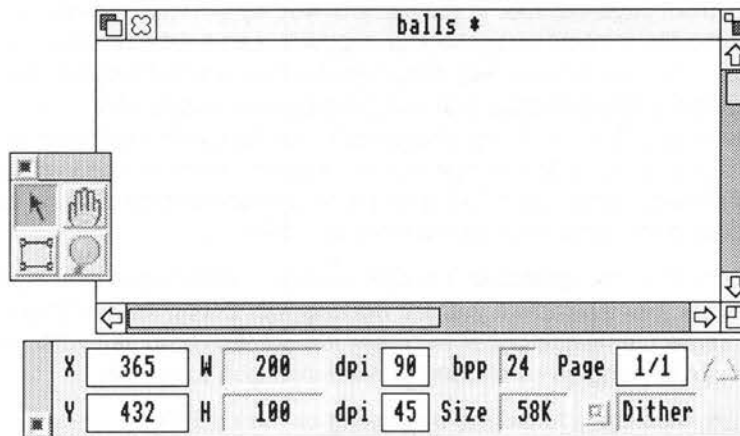 balls *
X 365 W 200 dpi 90 bpp 24 Page 1/1
Y 432 H 100 dpi 45 Size 58K Dither